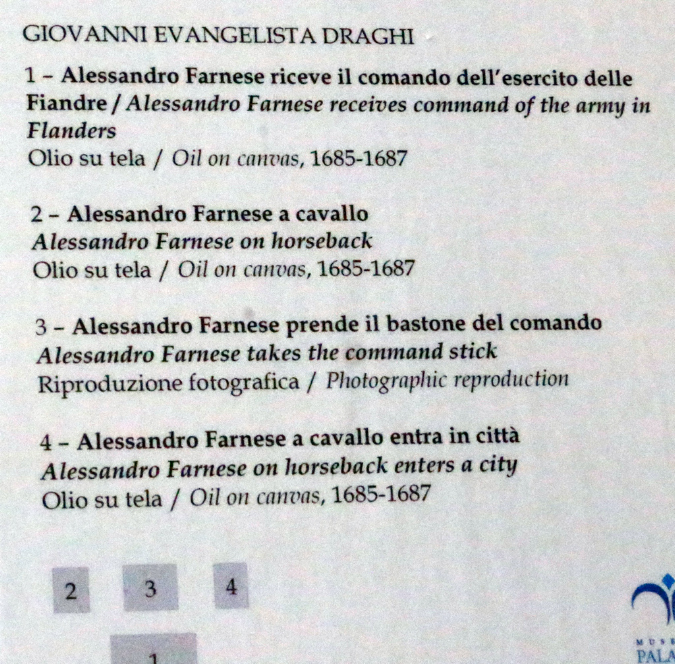 GIOVANNI EVANGELISTA DRAGHI
1 – Alessandro Farnese riceve il comando dell'esercito delle
Fiandre / Alessandro Farnese receives command of the army in
Flanders
Olio su tela / Oil on canvas, 1685-1687
2 – Alessandro Farnese a cavallo
Alessandro Farnese on horseback
Olio su tela / Oil on canvas, 1685-1687
3 – Alessandro Farnese prende il bastone del comando
Alessandro Farnese takes the command stick
Riproduzione fotografica / Photographic reproduction
4 – Alessandro Farnese a cavallo entra in città
Alessandro Farnese on horseback enters a city
Olio su tela / Oil on canvas, 1685-1687
2 3 4
1